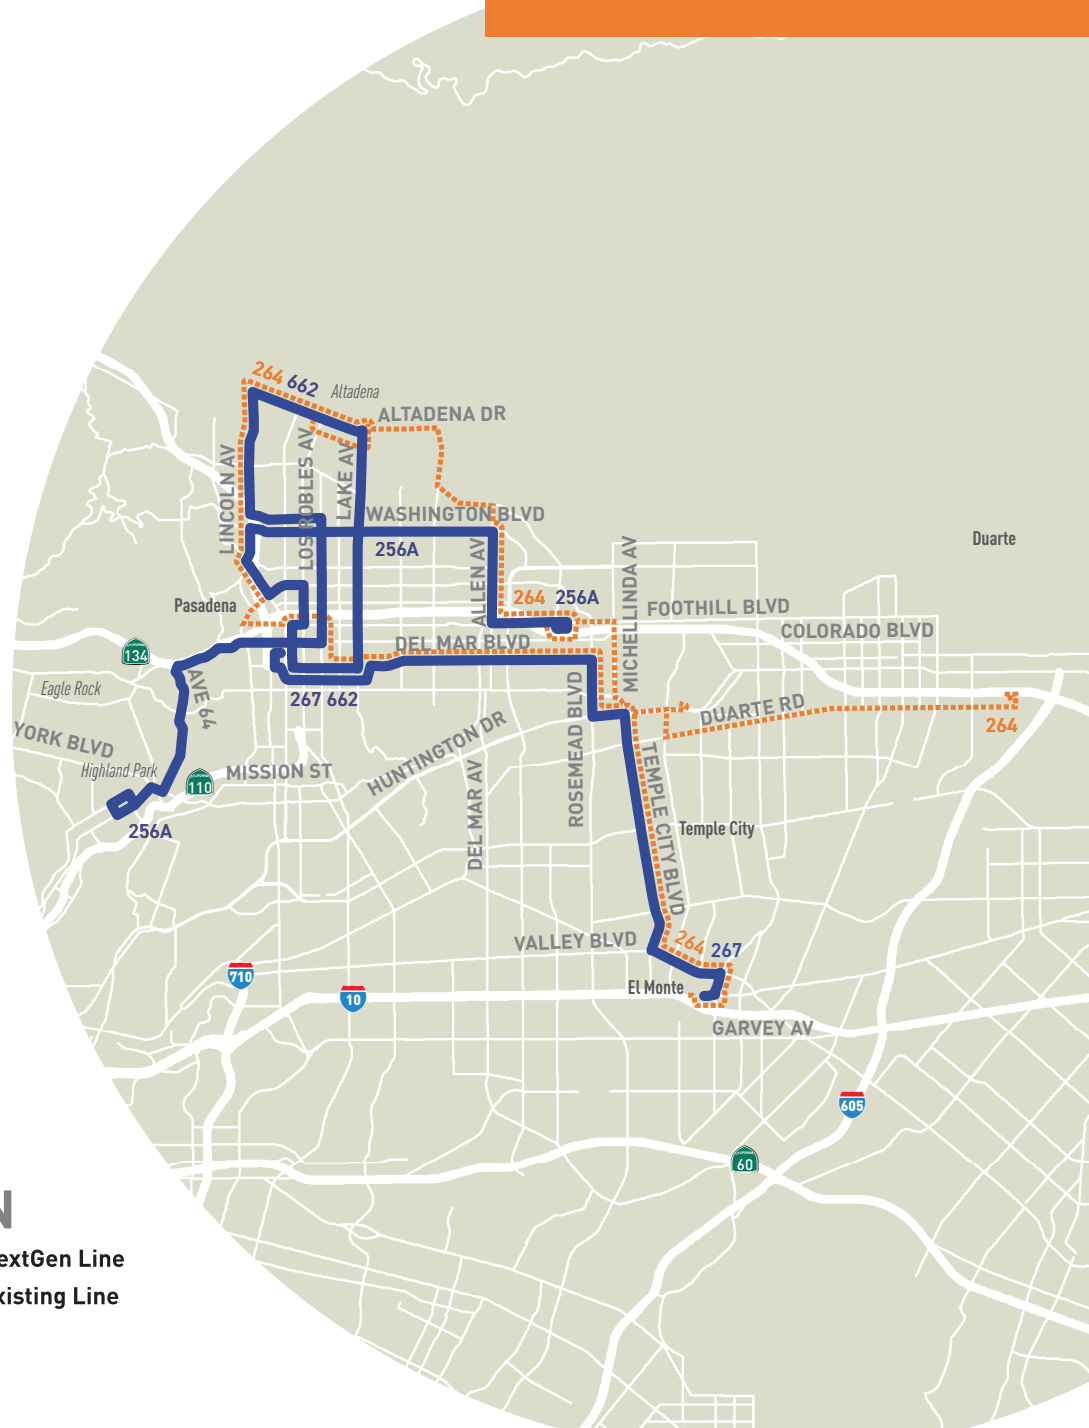 264
662
Altadena
ALTADENA DR
LINCOLN AV
LOS ROBLES AV
LAKE AV
WASHINGTON BLVD
256A
ALLEN AV
MICHELLINDA AV
Duarte
Pasadena
264
256A
FOOTHILL BLVD
COLORADO BLVD
DEL MAR BLVD
134
Eagle Rock
AVE 64
267 662
ROSEMEAD BLVD
DUARTE RD
264
YORK BLVD
Highland Park
MISSION ST
110
HUNTINGTON DR
DEL MAR AV
TEMPLE CITY BLVD
Temple City
256A
VALLEY BLVD
264
267
710
10
El Monte
GARVEY AV
605
60
N
extGen Line
xisting Line